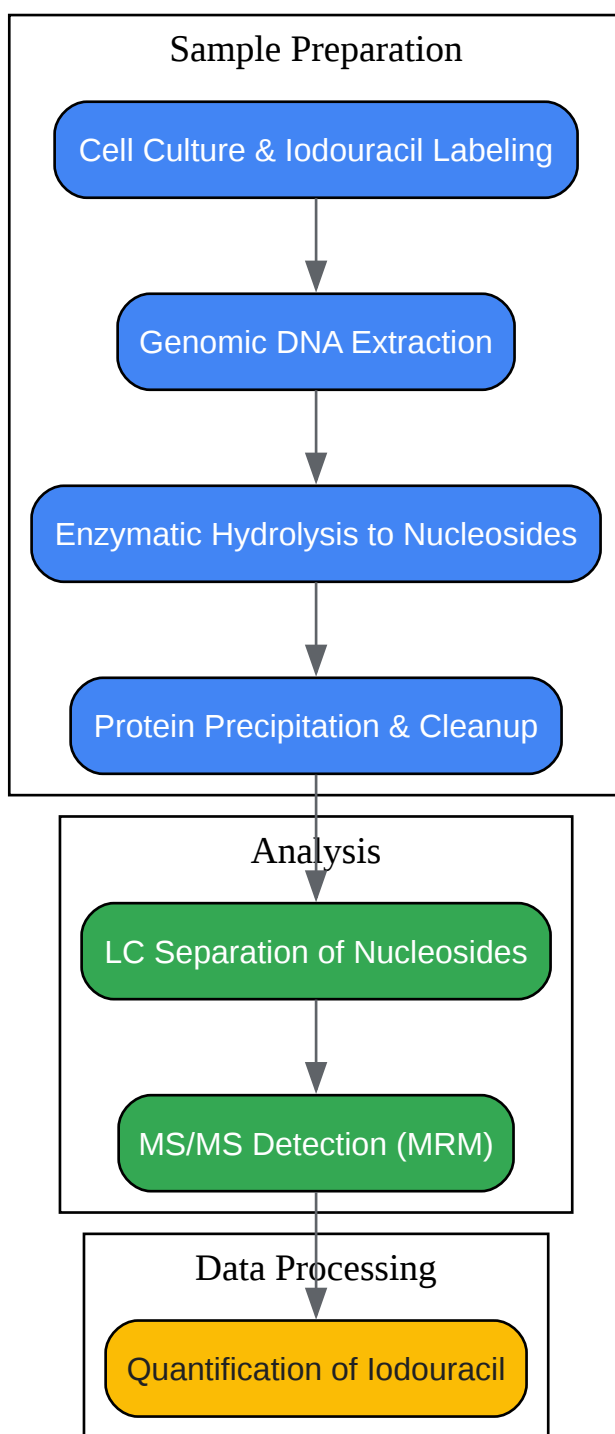 Sample Preparation
Cell Culture & Iodouracil Labeling
Genomic DNA Extraction
Enzymatic Hydrolysis to Nucleosides
Protein Precipitation & Cleanup
Analysis
LC Separation of Nucleosides
MS/MS Detection (MRM)
Data Processing
Quantification of Iodouracil